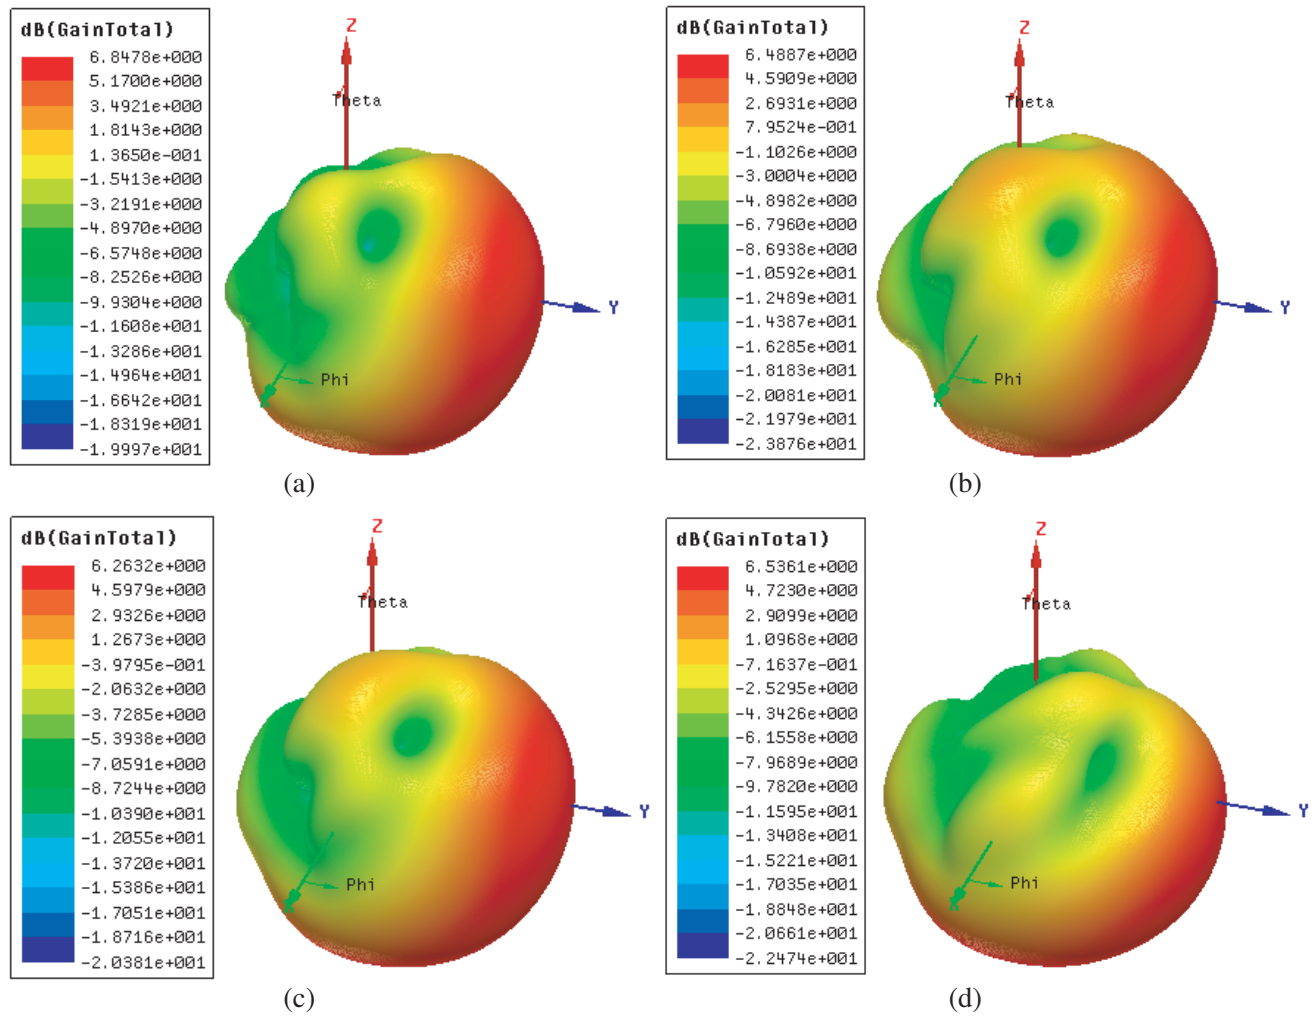 dB(GainTotal)
6.8478e+000
5.1700e+000
3.4921e+000
1.8143e+000
1.3650e-001
-1.5413e+000
-3.2191e+000
-4.8970e+000
-6.5748e+000
-8.2526e+000
-9.9304e+000
-1.1608e+001
-1.3286e+001
-1.4964e+001
-1.6642e+001
-1.8319e+001
-1.9997e+001
Z
Theta
Y
Phi
X
(a)
dB(GainTotal)
6.4887e+000
4.5909e+000
2.6931e+000
7.9524e-001
-1.1026e+000
-3.0004e+000
-4.8982e+000
-6.7960e+000
-8.6938e+000
-1.0592e+001
-1.2489e+001
-1.4387e+001
-1.6285e+001
-1.8183e+001
-2.0081e+001
-2.1979e+001
-2.3876e+001
Z
Theta
Y
Phi
X
(b)
dB(GainTotal)
6.2632e+000
4.5979e+000
2.9326e+000
1.2673e+000
-3.9795e-001
-2.0632e+000
-3.7285e+000
-5.3938e+000
-7.0591e+000
-8.7244e+000
-1.0390e+001
-1.2055e+001
-1.3720e+001
-1.5386e+001
-1.7051e+001
-1.8716e+001
-2.0381e+001
Z
Theta
Y
Phi
X
(c)
dB(GainTotal)
6.5361e+000
4.7230e+000
2.9099e+000
1.0968e+000
-7.1637e-001
-2.5295e+000
-4.3426e+000
-6.1558e+000
-7.9689e+000
-9.7820e+000
-1.1595e+001
-1.3408e+001
-1.5221e+001
-1.7035e+001
-1.8848e+001
-2.0661e+001
-2.2474e+001
Z
Theta
Y
Phi
X
(d)